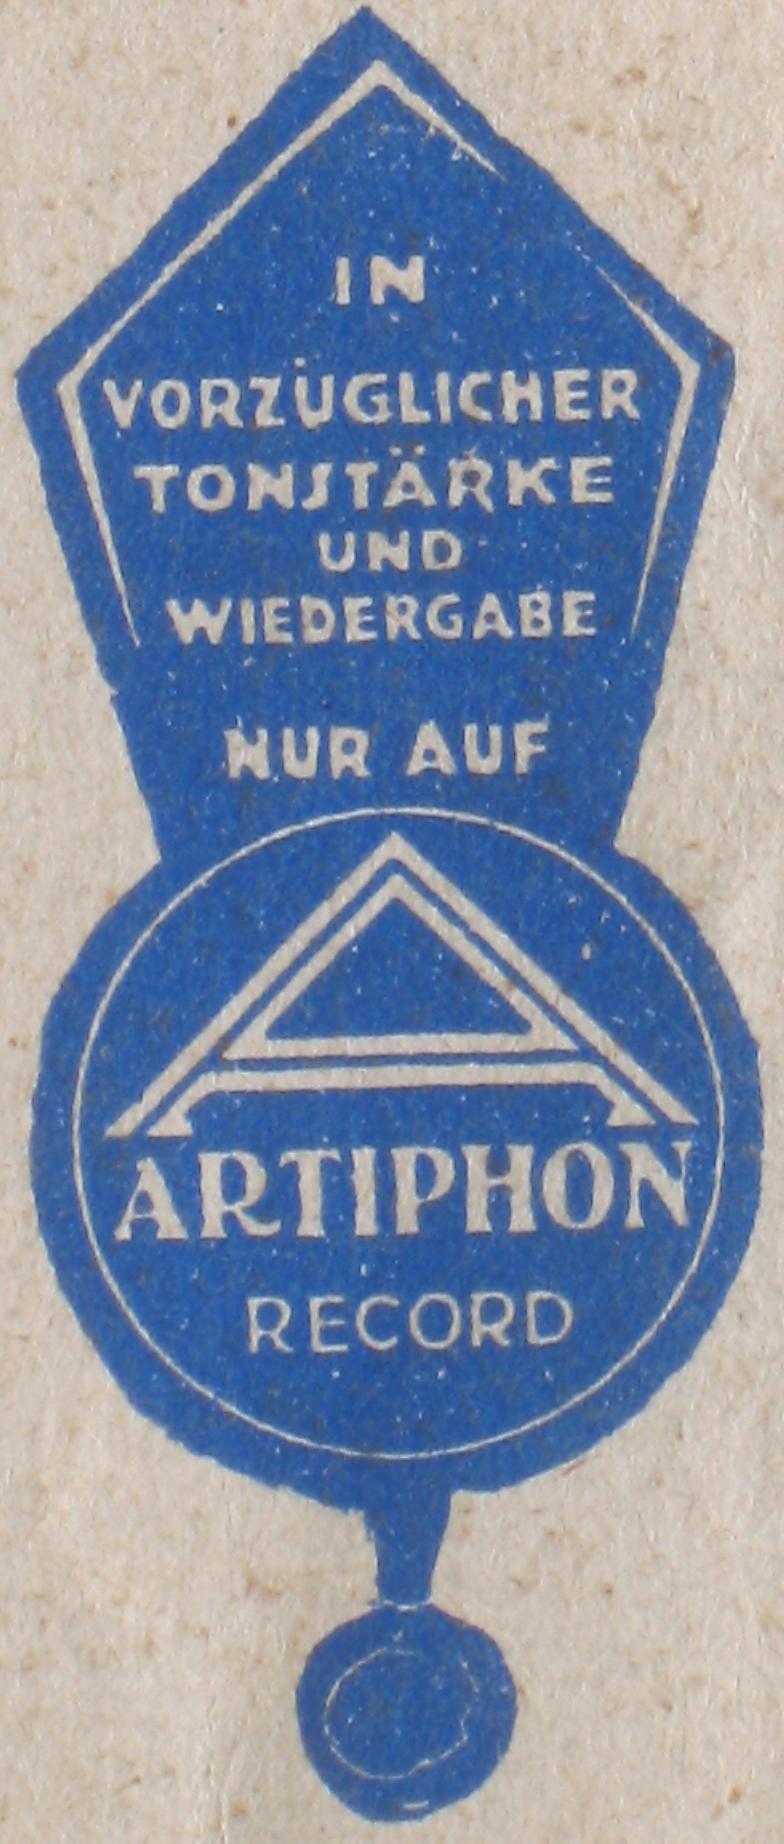 IN
VORZÜGLICHER
TONSTÄRKE
UND
WIEDERGABE
NUR AUF
A
ARTIPHON
RECORD